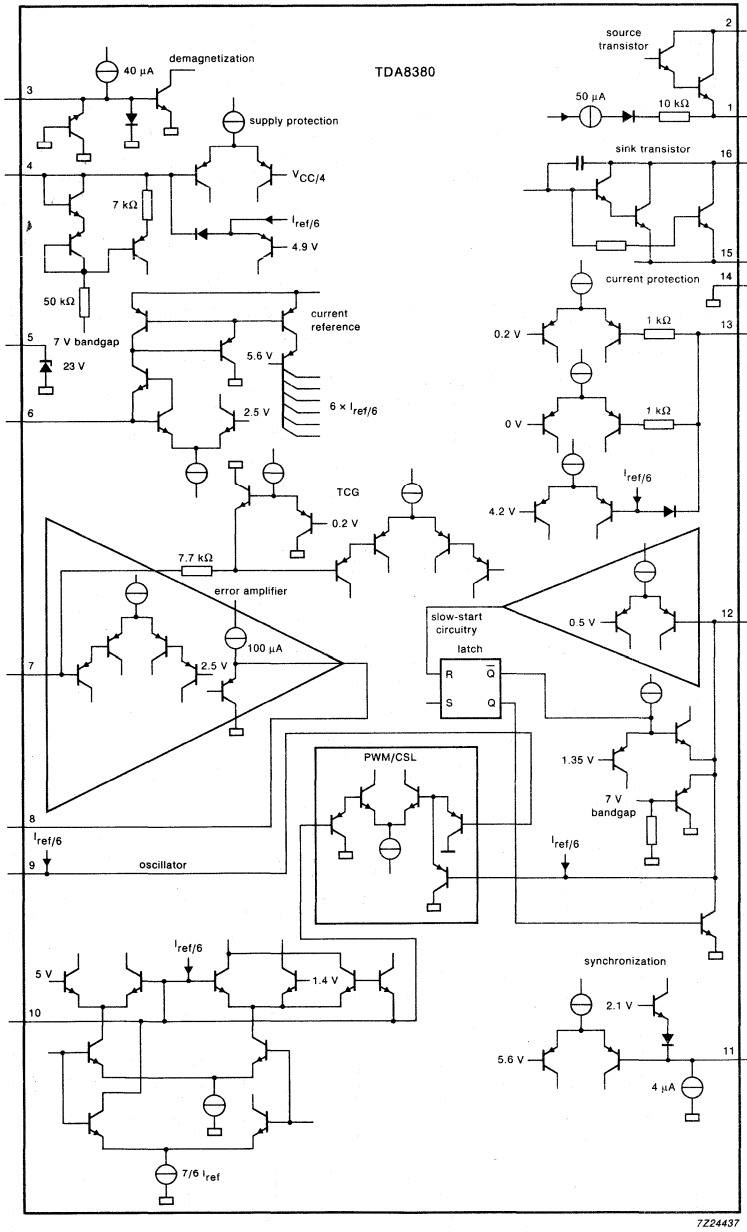 TDA8380
demagnetization
40 μA
3
supply protection
4
VCC/4
7 kΩ
Iref/6
4.9 V
50 kΩ
current
reference
5
7 V bandgap
23 V
5.6 V
6 × Iref/6
6
2.5 V
TCG
0.2 V
7.7 kΩ
error amplifier
100 μA
7
2.5 V
8
Iref/6
9
oscillator
PWM/CSL
Iref/6
5 V
1.4 V
10
7/6 Iref
source
transistor
2
50 μA
10 kΩ
1
sink transistor
16
15
current protection
14
0.2 V
1 kΩ
13
0 V
1 kΩ
Iref/6
4.2 V
0.5 V
12
slow-start
circuitry
latch
R
Q
S
Q
1.35 V
7 V
bandgap
Iref/6
synchronization
2.1 V
5.6 V
11
4 μA
7Z24437